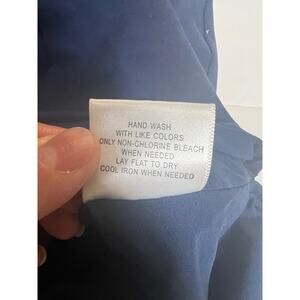 HAND WASH
WITH LIKE COLORS
ONLY NON-CHLORINE BLEACH
WHEN NEEDED
LAY FLAT TO DRY
COOL IRON WHEN NEEDED